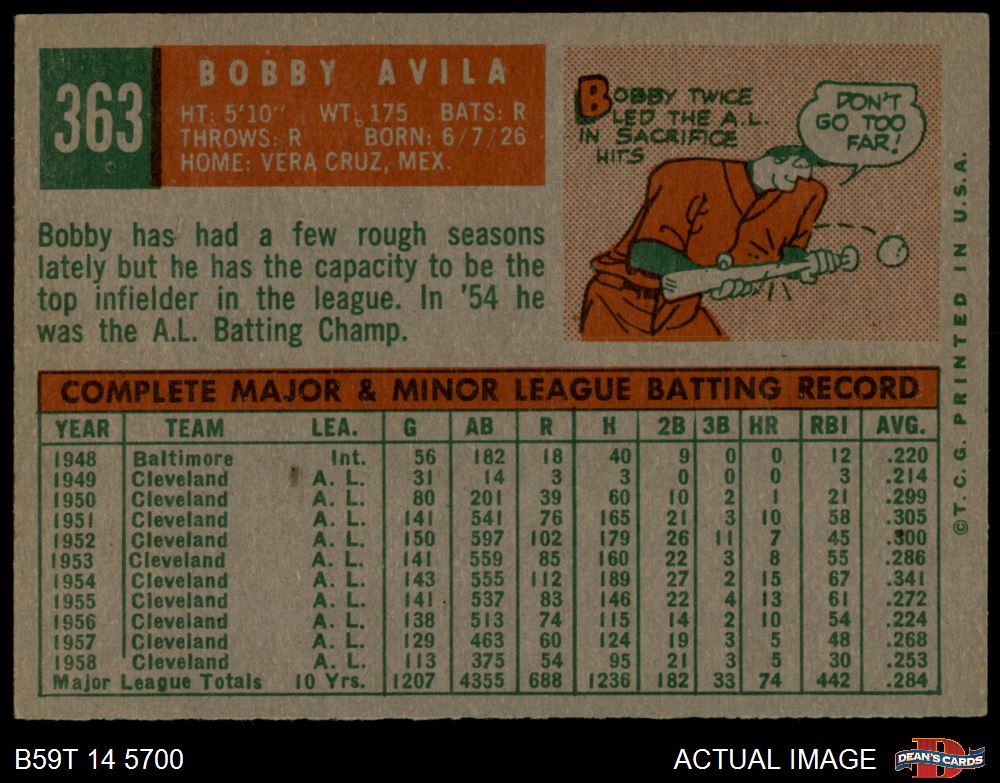 363
BOBBY AVILA
HT: 5'10" WT: 175 BATS: R
THROWS: R BORN: 6/7/26
HOME: VERA CRUZ, MEX.
BOBBY TWICE
LED THE A.L.
IN SACRIFICE
HITS
DON'T
GO TOO
FAR!
Bobby has had a few rough seasons
lately but he has the capacity to be the
top infielder in the league. In '54 he
was the A.L. Batting Champ.
COMPLETE MAJOR & MINOR LEAGUE BATTING RECORD
YEAR TEAM LEA. G AB R H 2B 3B HR RBI AVG.
1948 Baltimore Int. 56 182 18 40 9 0 0 12 .220
1949 Cleveland A. L. 31 14 3 3 0 0 0 3 .214
1950 Cleveland A. L. 80 201 39 60 10 2 1 21 .299
1951 Cleveland A. L. 141 541 76 165 21 3 10 58 .305
1952 Cleveland A. L. 150 597 102 179 26 11 7 45 .300
1953 Cleveland A. L. 141 559 85 160 22 3 8 55 .286
1954 Cleveland A. L. 143 555 112 189 27 2 15 67 .341
1955 Cleveland A. L. 141 537 83 146 22 4 13 61 .272
1956 Cleveland A. L. 138 513 74 115 14 2 10 54 .224
1957 Cleveland A. L. 129 463 60 124 19 3 5 48 .268
1958 Cleveland A. L. 113 375 54 95 21 3 5 30 .253
Major League Totals 10 Yrs. 1207 4355 688 1236 182 33 74 442 .284
©T.C.G. PRINTED IN U.S.A.
B59T 14 5700
ACTUAL IMAGE
D
DEAN'S CARDS